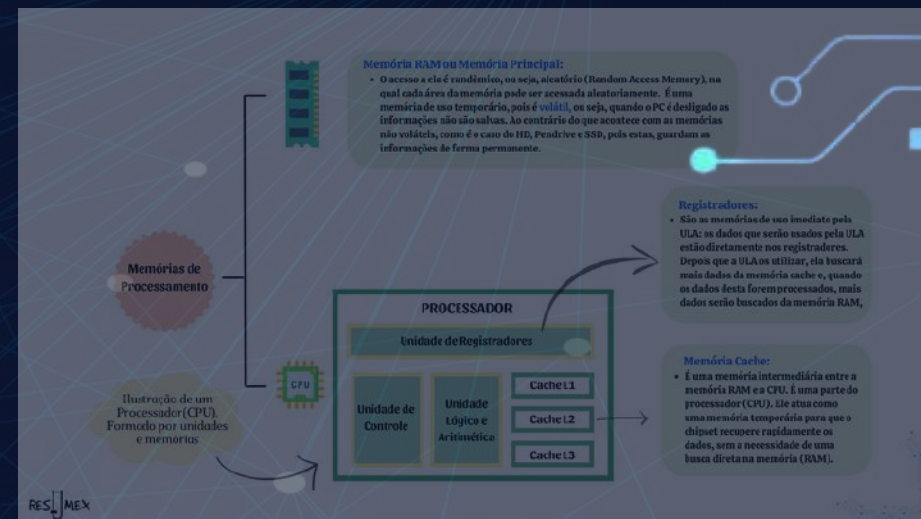 Memória RAM ou Memória Principal:
• O acesso a ela é randômico, ou seja, aleatório (Random Access Memory), na
qual cada área da memória pode ser acessada aleatoriamente. É uma
memória de uso temporário, pois é volátil, ou seja, quando o PC é desligado as
informações não são salvas. Ao contrário do que acontece com as memórias
não voláteis, como é o caso de HD, Pendrive e SSD, pois estas, guardam as
informações de forma permanente.
Memórias de
Processamento
Registradores:
• São as memórias de uso imediato pela
ULA: os dados que serão usados pela ULA
estão diretamente nos registradores.
Depois que a ULA os utilizar, ela buscará
mais dados da memória cache e, quando
os dados desta forem processados, mais
dados serão buscados da memória RAM,
CPU
Ilustração de um
Processador (CPU).
Formado por unidades
e memórias
PROCESSADOR
Unidade de Registradores
Unidade de
Controle
Unidade
Lógico e
Aritmética
Cache L1
Cache L2
Cache L3
Memória Cache:
• É uma memória intermediária entre a
memória RAM e a CPU. É uma parte do
processador (CPU). Ele atua como
uma memória temporária para que o
chipset recupere rapidamente os
dados, sem a necessidade de uma
busca direta na memória (RAM).
RESUMEX